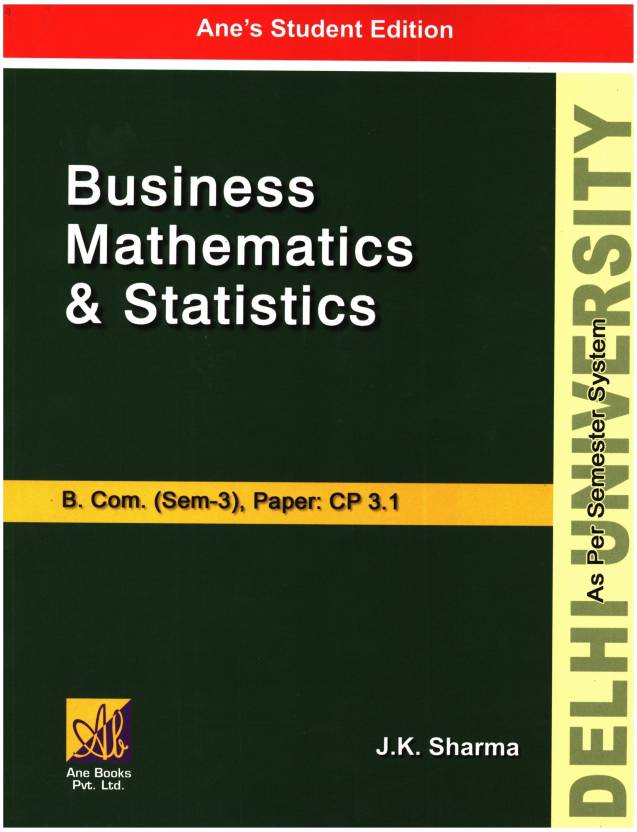 Ane's Student Edition
Business
Mathematics
& Statistics
B. Com. (Sem-3), Paper: CP 3.1
DELHI UNIVERSITY
As Per Semester System
Ab
Ane Books
Pvt. Ltd.
J.K. Sharma